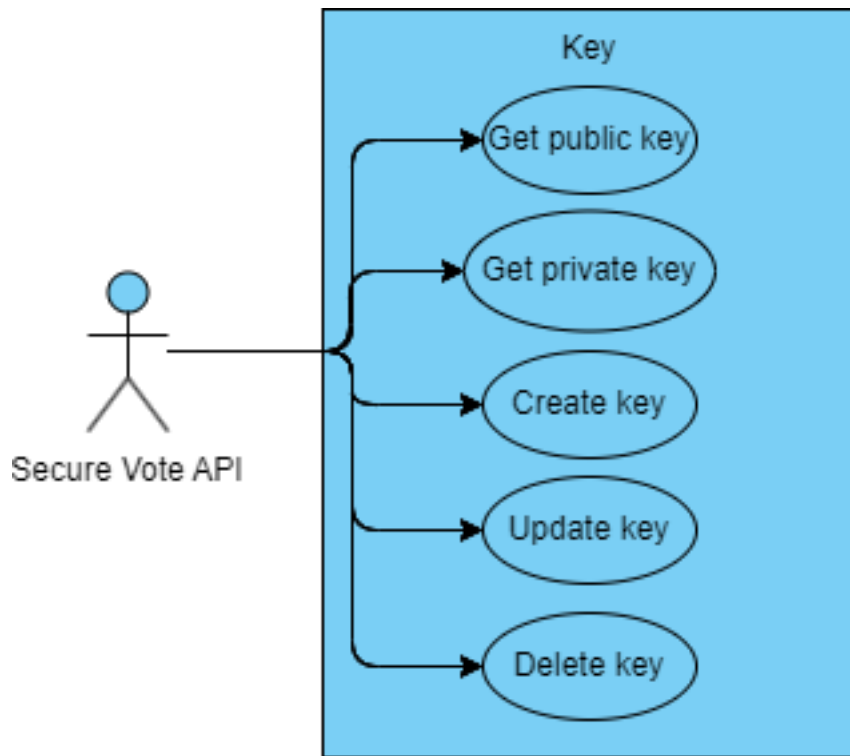 Key
Get public key
Get private key
Create key
Secure Vote API
Update key
Delete key